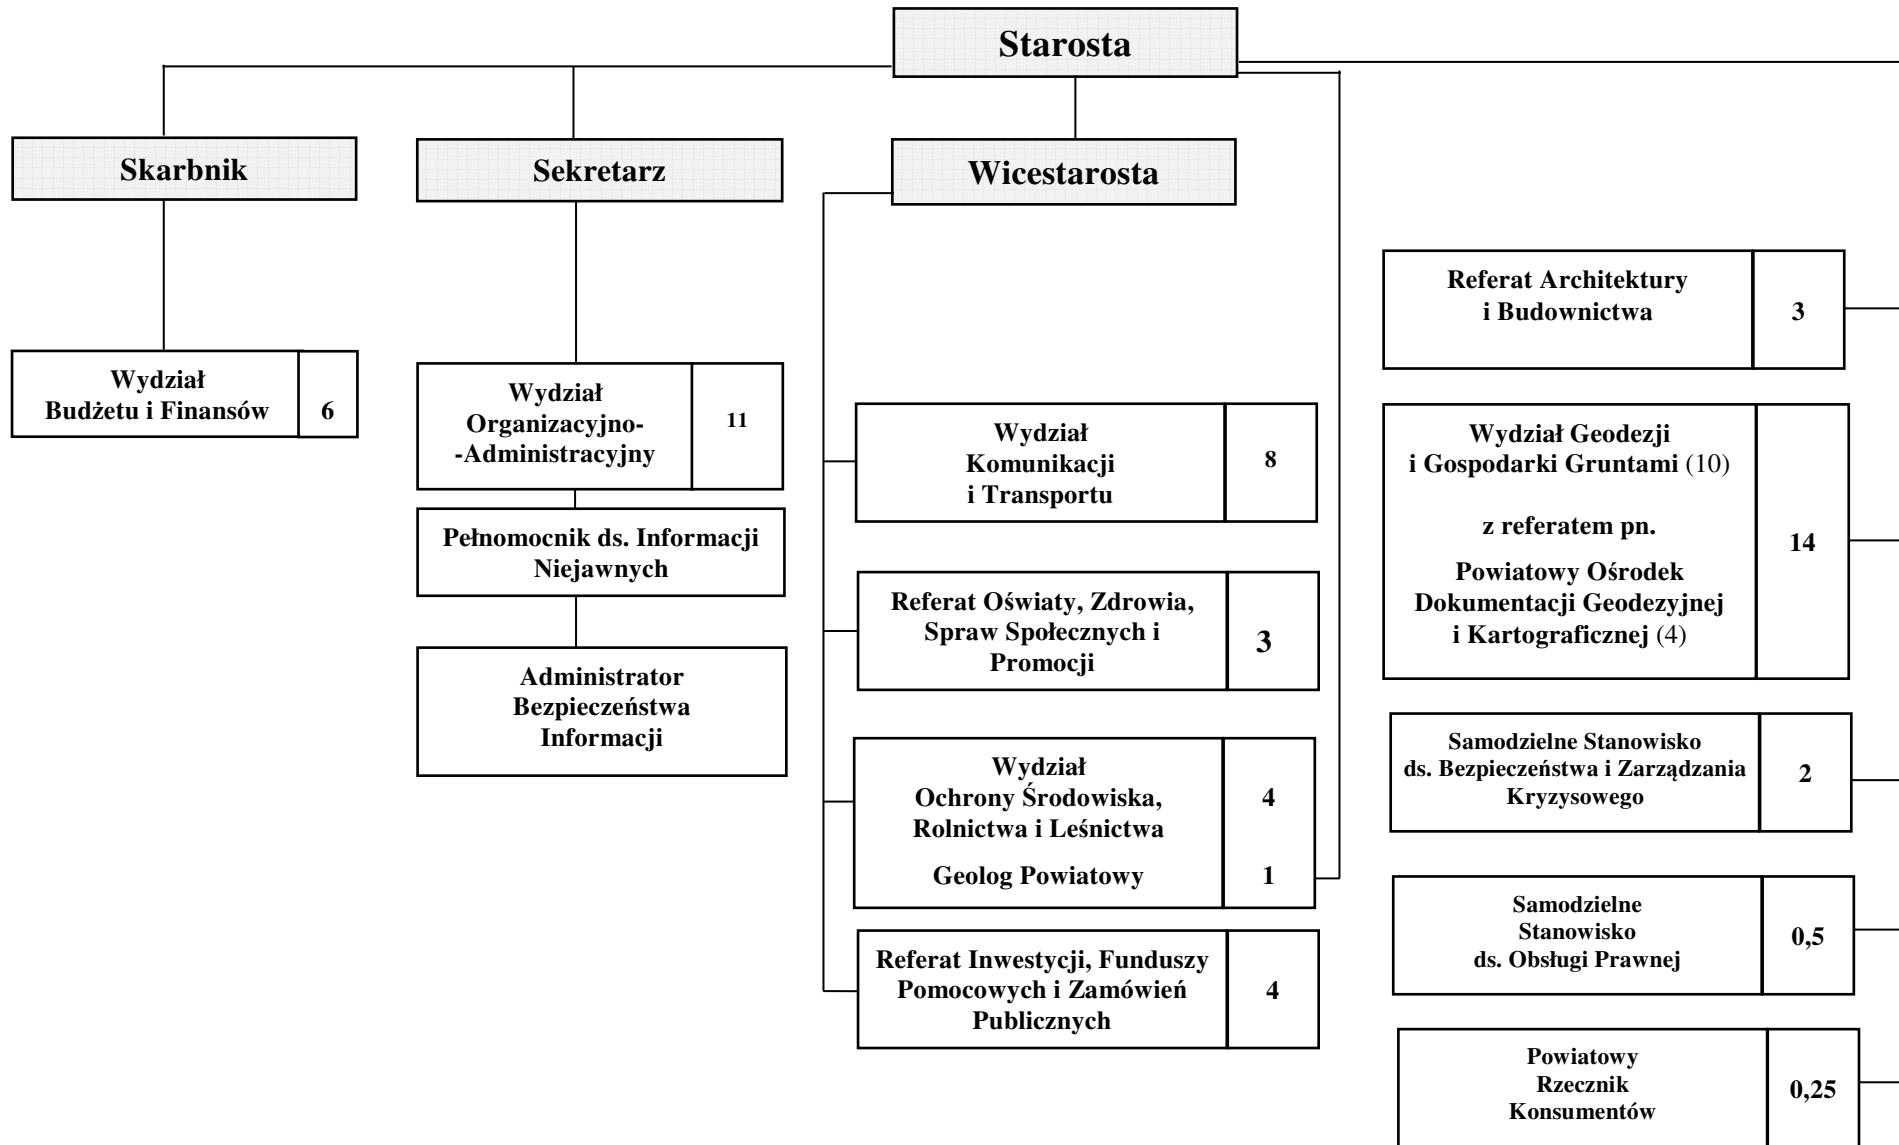 Starosta
Skarbnik
Sekretarz
Wicestarosta
Wydział
Budżetu i Finansów
6
Wydział
Organizacyjno-
-Administracyjny
11
Pełnomocnik ds. Informacji
Niejawnych
Administrator
Bezpieczeństwa
Informacji
Wydział
Komunikacji
i Transportu
8
Referat Oświaty, Zdrowia,
Spraw Społecznych i
Promocji
3
Wydział
Ochrony Środowiska,
Rolnictwa i Leśnictwa
4
Geolog Powiatowy
1
Referat Inwestycji, Funduszy
Pomocowych i Zamówień
Publicznych
4
Referat Architektury
i Budownictwa
3
Wydział Geodezji
i Gospodarki Gruntami (10)
z referatem pn.
Powiatowy Ośrodek
Dokumentacji Geodezyjnej
i Kartograficznej (4)
14
Samodzielne Stanowisko
ds. Bezpieczeństwa i Zarządzania
Kryzysowego
2
Samodzielne
Stanowisko
ds. Obsługi Prawnej
0,5
Powiatowy
Rzecznik
Konsumentów
0,25